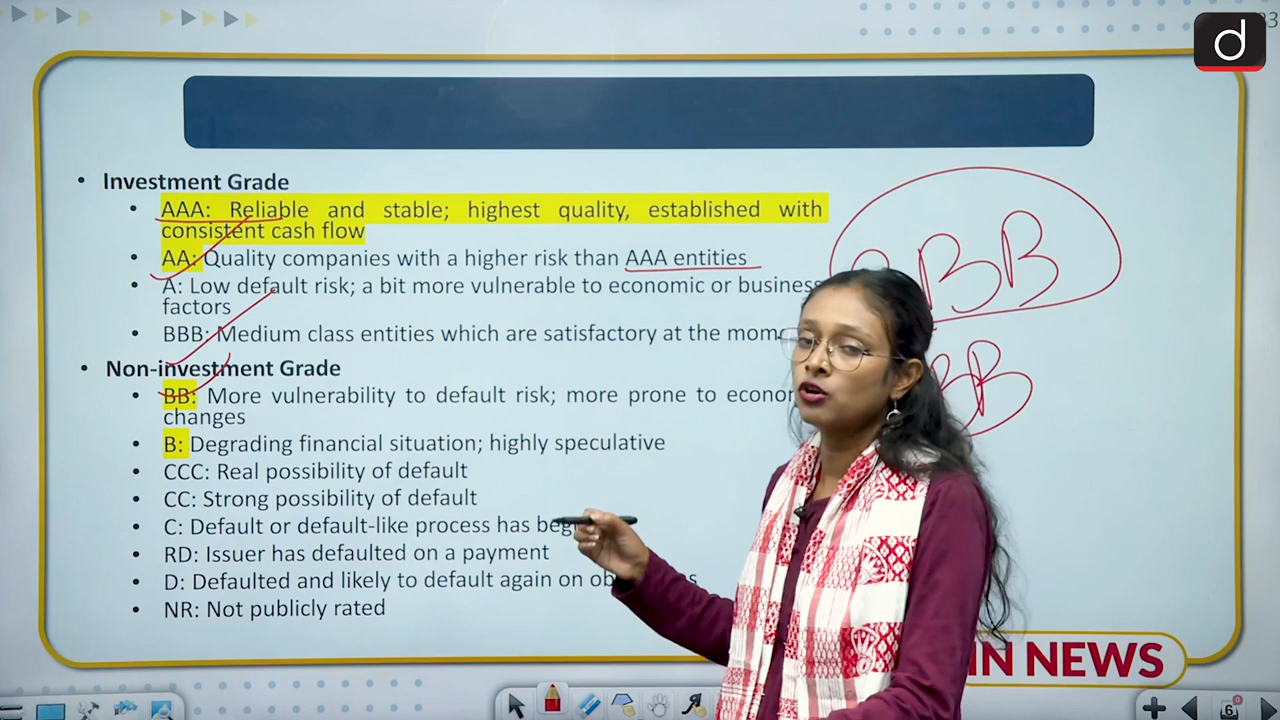 d
33
Investment Grade
AAA: Reliable and stable; highest quality, established with
consistent cash flow
AA: Quality companies with a higher risk than AAA entities
A: Low default risk; a bit more vulnerable to economic or business
factors
BBB: Medium class entities which are satisfactory at the
BBB
Non-investment Grade
BB: More vulnerability to default risk; more prone to
BB
changes
B: Degrading financial situation; highly speculative
CCC: Real possibility of default
CC: Strong possibility of default
C: Default or default-like process has
RD: Issuer has defaulted on a payment
D: Defaulted and likely to default again on
NR: Not publicly rated
IN NEWS
6